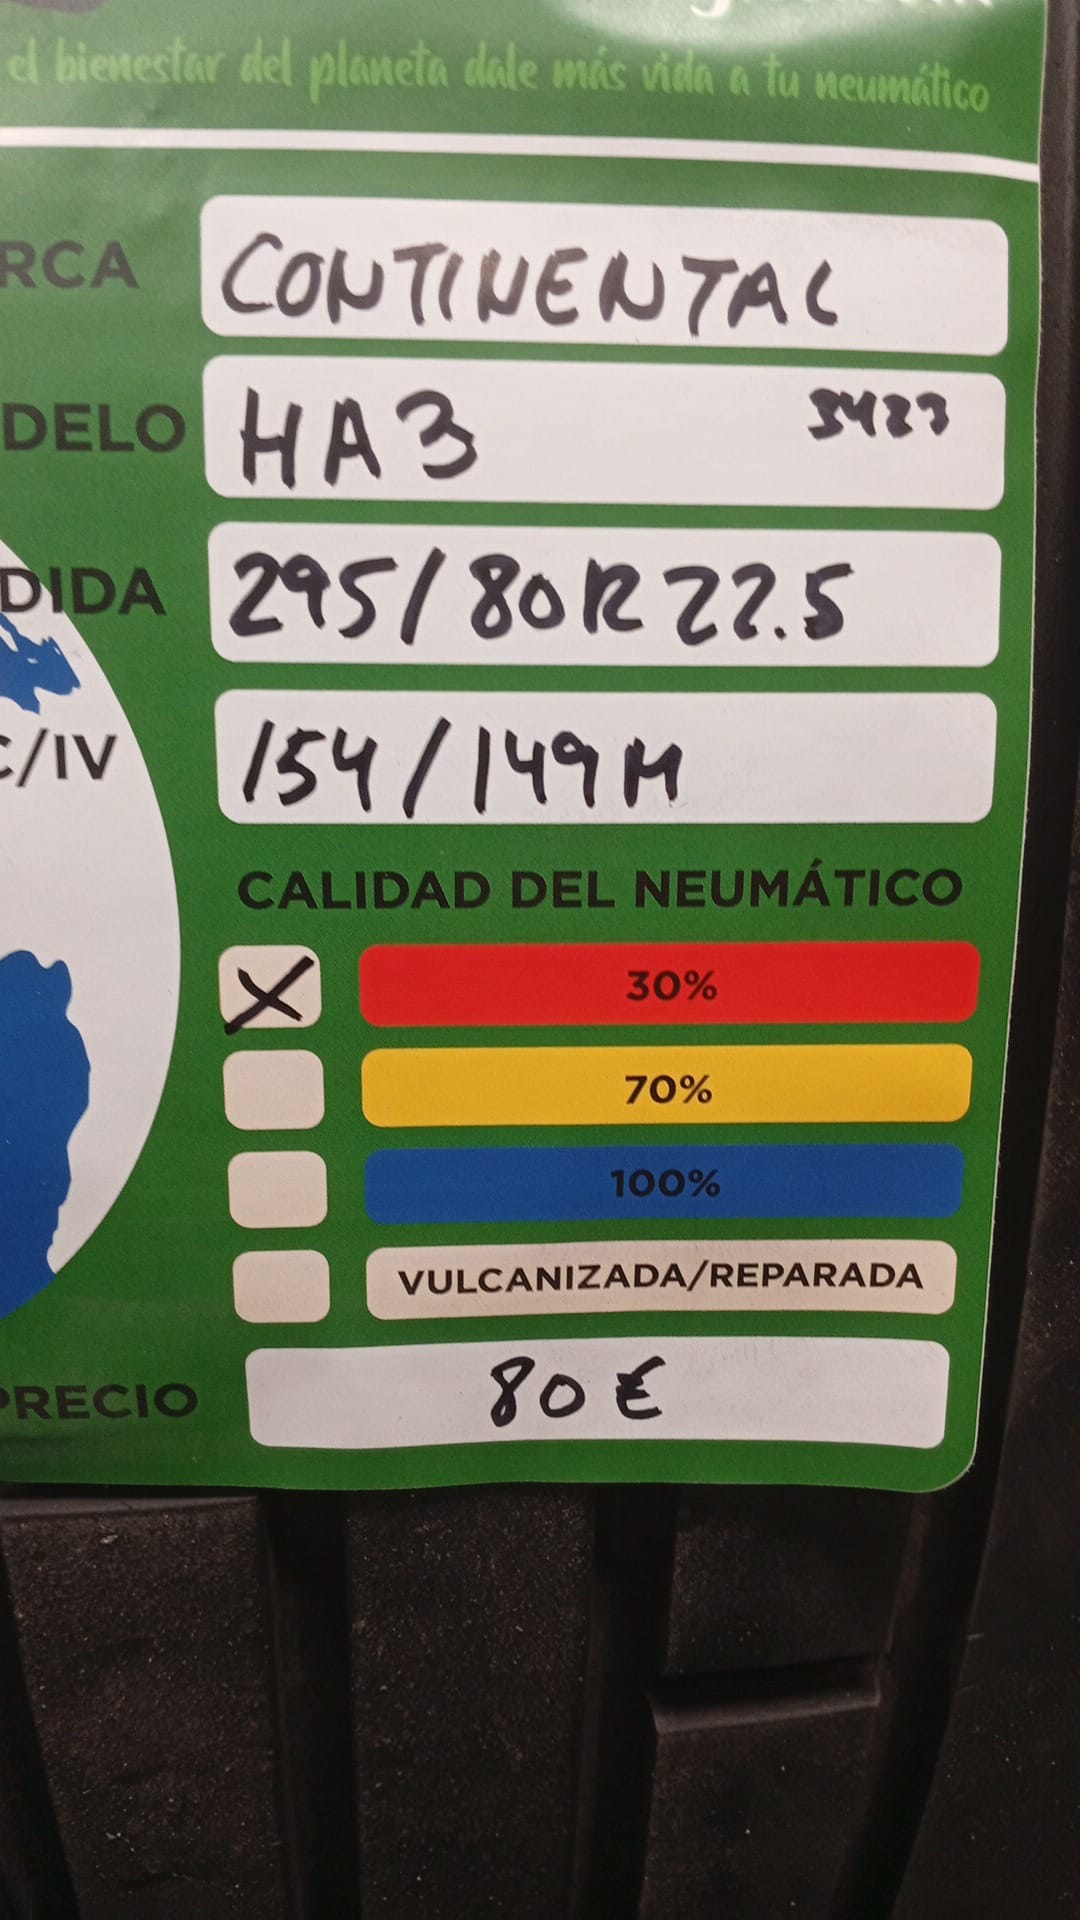 el bienestar del planeta dale más vida a tu neumático
RCA CONTINENTAL
DELO HA3 3423
DIDA 295/80R22.5
C/IV 154/149M
CALIDAD DEL NEUMÁTICO
X 30%
70%
100%
VULCANIZADA/REPARADA
PRECIO 80€